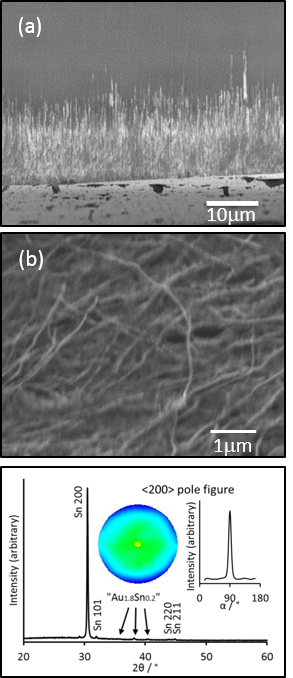 (a)
10μm
(b)
1μm
<200> pole figure
Intensity (arbitrary)
Sn 200
Sn 101
"Au1.8Sn0.2"
Sn 220
Sn 211
20 30 40 50 60
2θ / °
Intensity (arbitrary)
0 90 180
α / °